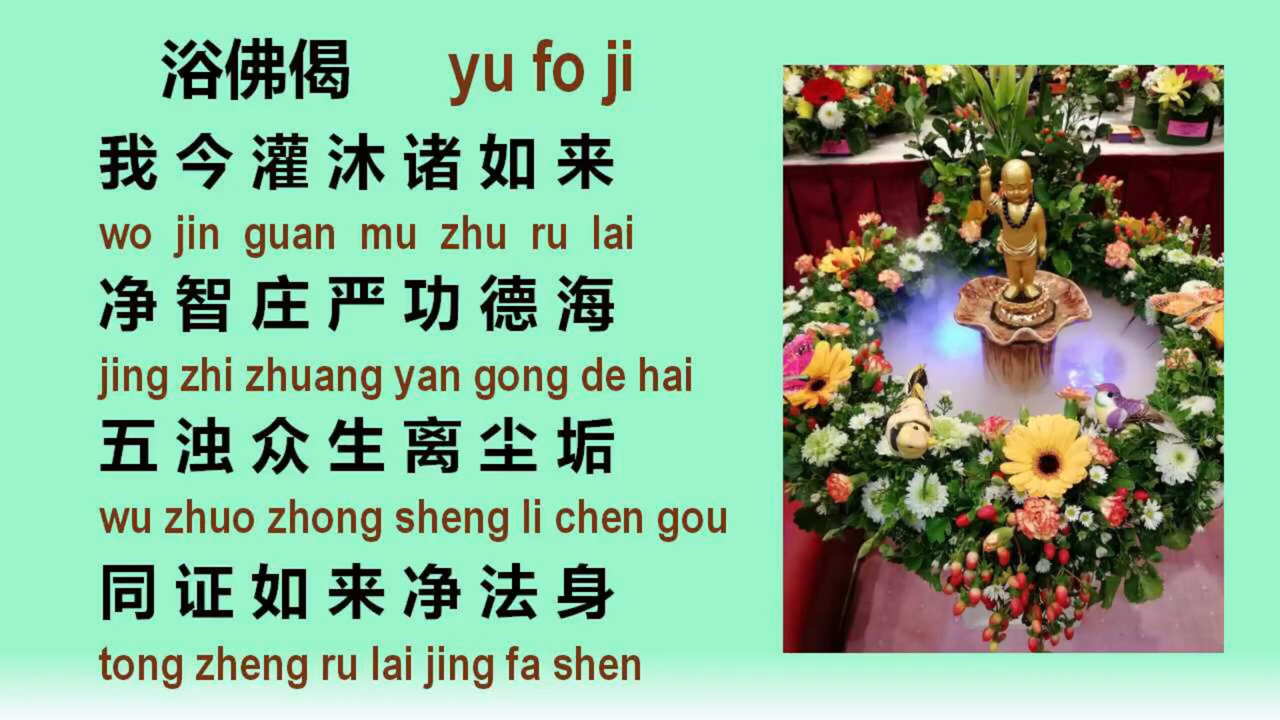 浴佛偈 yu fo ji
我今灌沐诸如来
wo jin guan mu zhu ru lai
净智庄严功德海
jing zhi zhuang yan gong de hai
五浊众生离尘垢
wu zhuo zhong sheng li chen gou
同证如来净法身
tong zheng ru lai jing fa shen